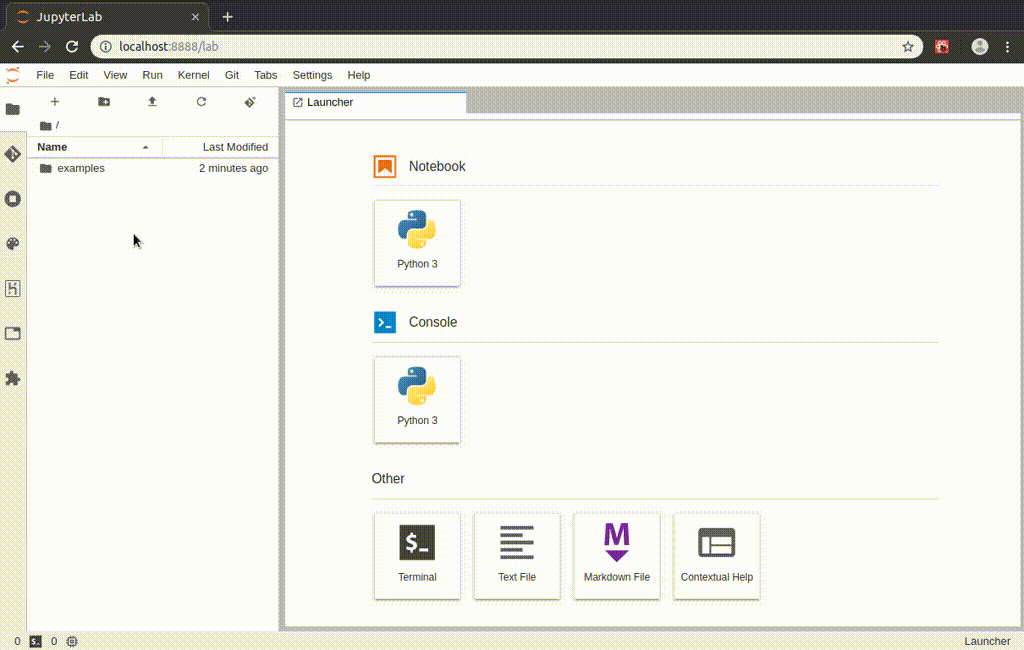 JupyterLab
localhost:8888/lab
File Edit View Run Kernel Git Tabs Settings Help
Launcher
/
Name Last Modified
examples 2 minutes ago
Notebook
Python 3
Console
Python 3
Other
$_
M
Terminal Text File Markdown File Contextual Help
0 $_ 0 Launcher